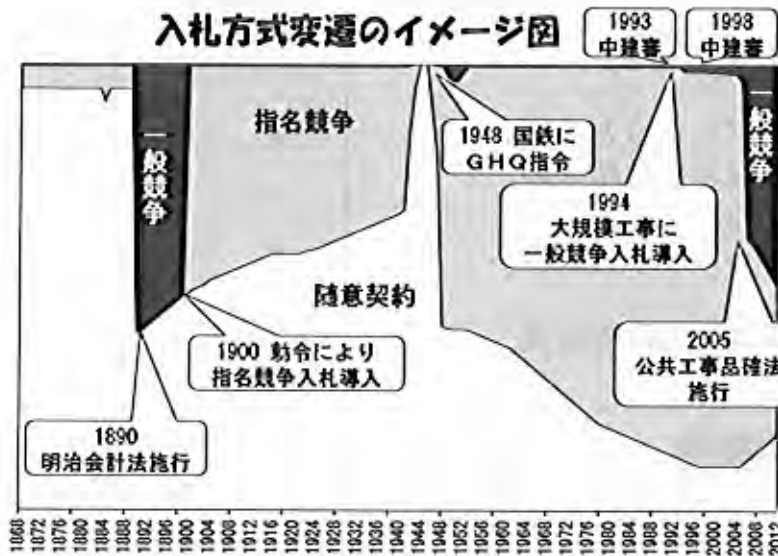 入札方式変遷のイメージ図
1993
中建審
1998
中建審
一般競争
指名競争
1948 国鉄に
GHQ指令
一般競争
1994
大規模工事に
一般競争入札導入
随意契約
1900 勅令により
指名競争入札導入
2005
公共工事品確法
施行
1890
明治会計法施行
1868
1872
1876
1880
1884
1888
1892
1896
1900
1904
1908
1912
1916
1920
1924
1928
1932
1936
1940
1944
1948
1952
1956
1960
1964
1968
1972
1976
1980
1984
1988
1992
1996
2000
2004
2008
2012